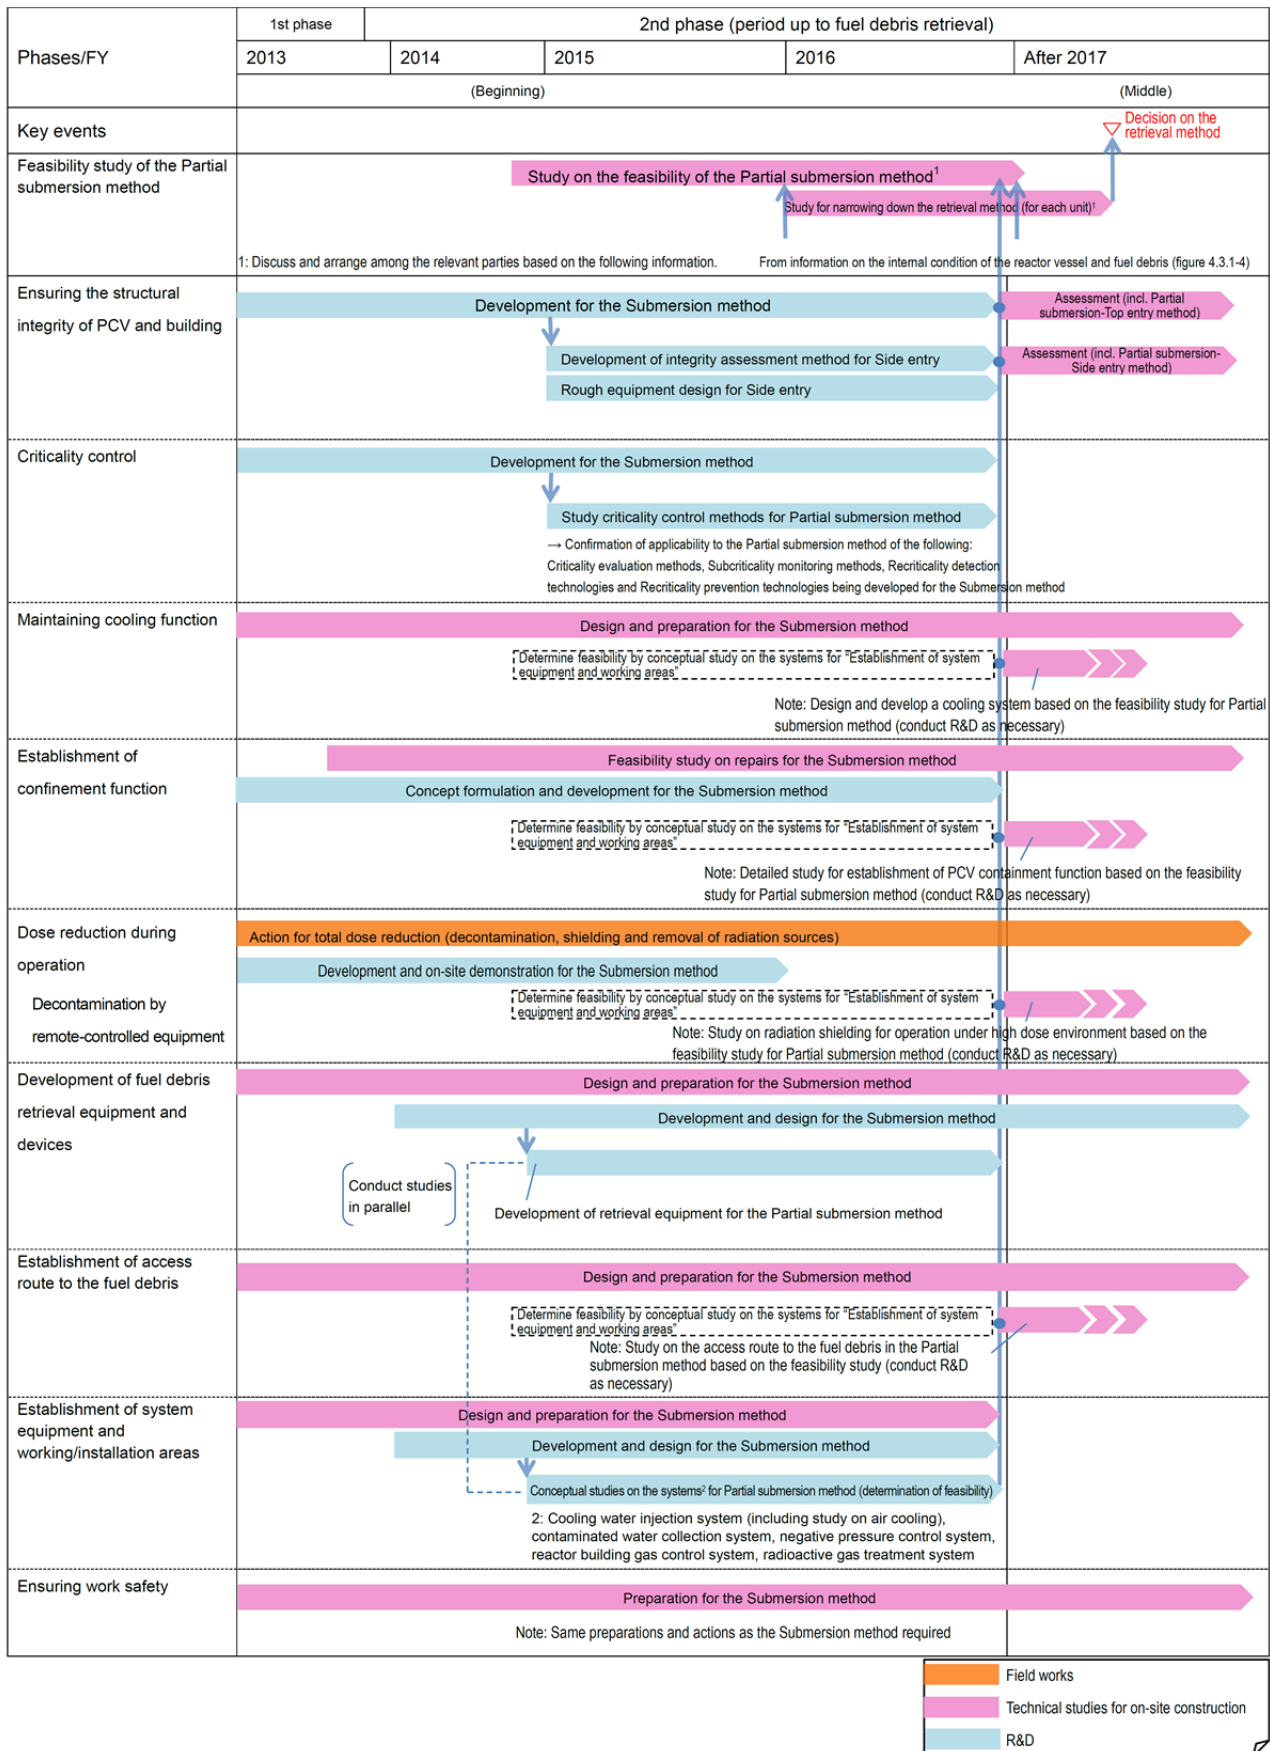 Phases/FY
1st phase
2nd phase (period up to fuel debris retrieval)
2013
2014
2015
2016
After 2017
(Beginning)
(Middle)
Key events
Decision on the
retrieval method
Feasibility study of the Partial
submersion method
Study on the feasibility of the Partial submersion method1
Study for narrowing down the retrieval method (for each unit)1
1: Discuss and arrange among the relevant parties based on the following information.
From information on the internal condition of the reactor vessel and fuel debris (figure 4.3.1-4)
Ensuring the structural
integrity of PCV and building
Development for the Submersion method
Assessment (incl. Partial
submersion-Top entry method)
Development of integrity assessment method for Side entry
Assessment (incl. Partial submersion-
Side entry method)
Rough equipment design for Side entry
Criticality control
Development for the Submersion method
Study criticality control methods for Partial submersion method
→ Confirmation of applicability to the Partial submersion method of the following:
Criticality evaluation methods, Subcriticality monitoring methods, Recriticality detection
technologies and Recriticality prevention technologies being developed for the Submersion method
Maintaining cooling function
Design and preparation for the Submersion method
Determine feasibility by conceptual study on the systems for “Establishment of system
equipment and working areas”
Note: Design and develop a cooling system based on the feasibility study for Partial
submersion method (conduct R&D as necessary)
Establishment of
confinement function
Feasibility study on repairs for the Submersion method
Concept formulation and development for the Submersion method
Determine feasibility by conceptual study on the systems for “Establishment of system
equipment and working areas”
Note: Detailed study for establishment of PCV containment function based on the feasibility
study for Partial submersion method (conduct R&D as necessary)
Dose reduction during
operation
Decontamination by
remote-controlled equipment
Action for total dose reduction (decontamination, shielding and removal of radiation sources)
Development and on-site demonstration for the Submersion method
Determine feasibility by conceptual study on the systems for “Establishment of system
equipment and working areas”
Note: Study on radiation shielding for operation under high dose environment based on the
feasibility study for Partial submersion method (conduct R&D as necessary)
Development of fuel debris
retrieval equipment and
devices
Design and preparation for the Submersion method
Development and design for the Submersion method
Conduct studies
in parallel
Development of retrieval equipment for the Partial submersion method
Establishment of access
route to the fuel debris
Design and preparation for the Submersion method
Determine feasibility by conceptual study on the systems for “Establishment of system
equipment and working areas”
Note: Study on the access route to the fuel debris in the Partial
submersion method based on the feasibility study (conduct R&D
as necessary)
Establishment of system
equipment and
working/installation areas
Design and preparation for the Submersion method
Development and design for the Submersion method
Conceptual studies on the systems2 for Partial submersion method (determination of feasibility)
2: Cooling water injection system (including study on air cooling),
contaminated water collection system, negative pressure control system,
reactor building gas control system, radioactive gas treatment system
Ensuring work safety
Preparation for the Submersion method
Note: Same preparations and actions as the Submersion method required
Field works
Technical studies for on-site construction
R&D